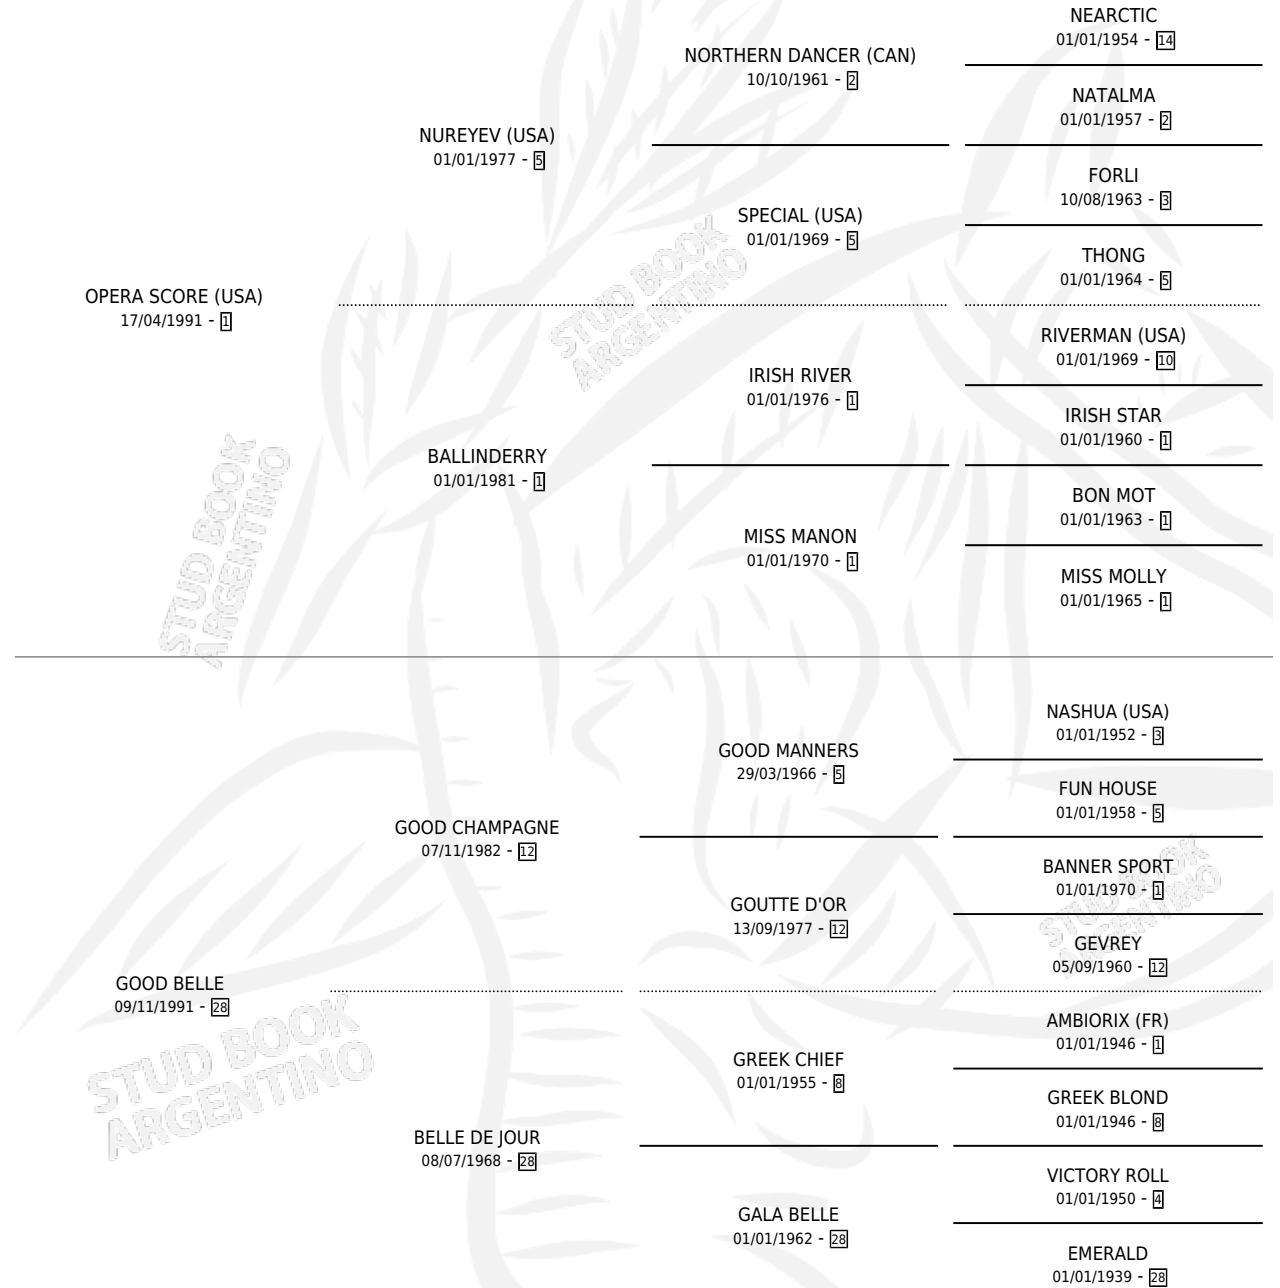 NEARCTIC
01/01/1954 - 14
NORTHERN DANCER (CAN)
10/10/1961 - 2
NATALMA
01/01/1957 - 2
NUREYEV (USA)
01/01/1977 - 5
FORLI
10/08/1963 - 3
SPECIAL (USA)
01/01/1969 - 5
THONG
01/01/1964 - 5
OPERA SCORE (USA)
17/04/1991 - 1
RIVERMAN (USA)
01/01/1969 - 10
IRISH RIVER
01/01/1976 - 1
IRISH STAR
01/01/1960 - 1
BALLINDERRY
01/01/1981 - 1
BON MOT
01/01/1963 - 1
MISS MANON
01/01/1970 - 1
MISS MOLLY
01/01/1965 - 1
NASHUA (USA)
01/01/1952 - 3
GOOD MANNERS
29/03/1966 - 5
FUN HOUSE
01/01/1958 - 5
GOOD CHAMPAGNE
07/11/1982 - 12
BANNER SPORT
01/01/1970 - 1
GOUTTE D'OR
13/09/1977 - 12
GEVREY
05/09/1960 - 12
GOOD BELLE
09/11/1991 - 28
AMBIORIX (FR)
01/01/1946 - 1
GREEK CHIEF
01/01/1955 - 8
GREEK BLOND
01/01/1946 - 8
BELLE DE JOUR
08/07/1968 - 28
VICTORY ROLL
01/01/1950 - 4
GALA BELLE
01/01/1962 - 28
EMERALD
01/01/1939 - 28
STUD BOOK
ARGENTINO
STUD BOOK
ARGENTINO
STUD BOOK
ARGENTINO
STUD BOOK
ARGENTINO